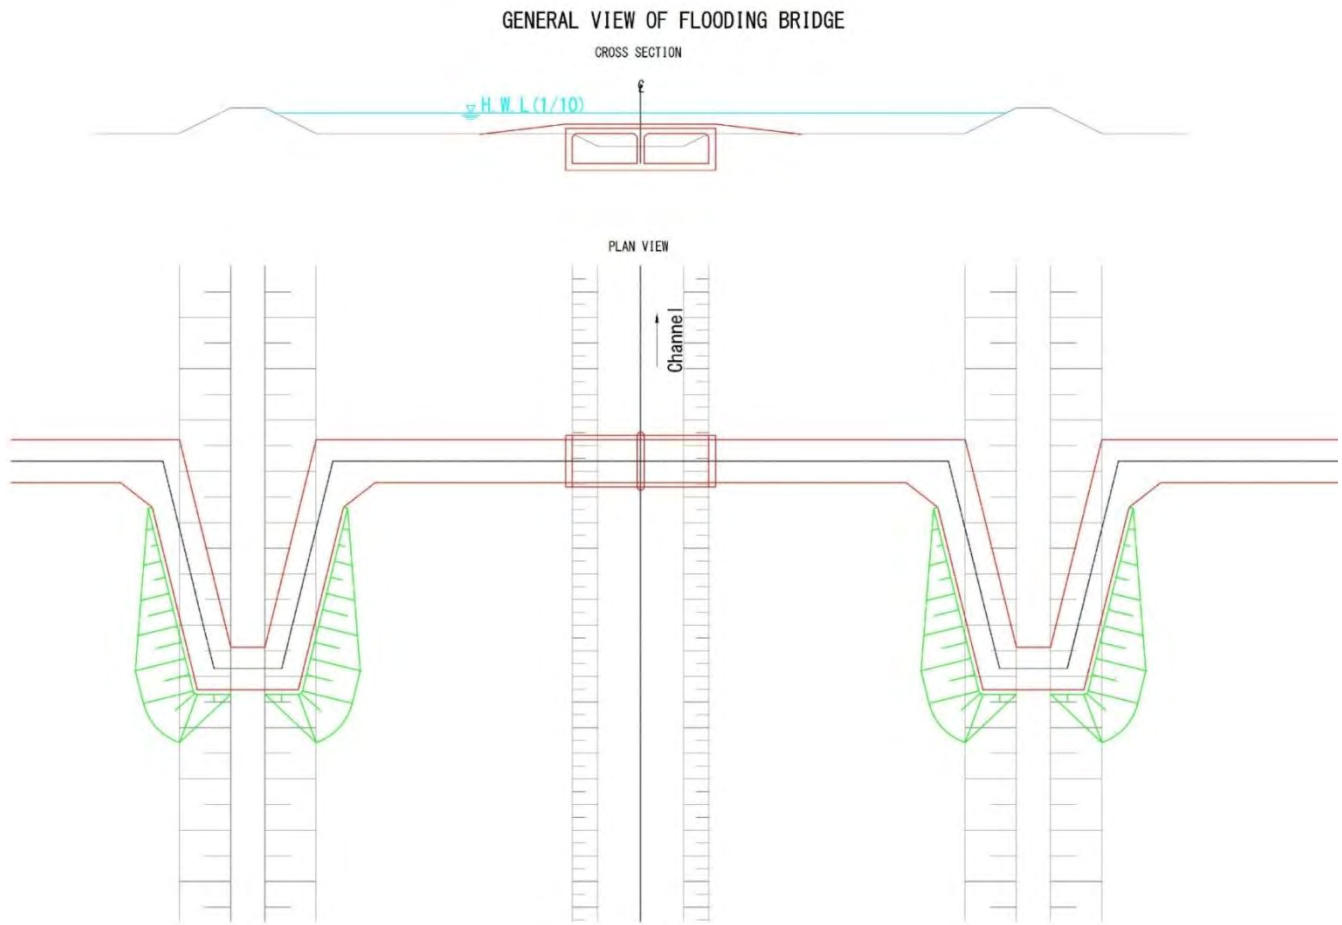 GENERAL VIEW OF FLOODING BRIDGE
CROSS SECTION
℄
H.W.L(1/10)
PLAN VIEW
Channel